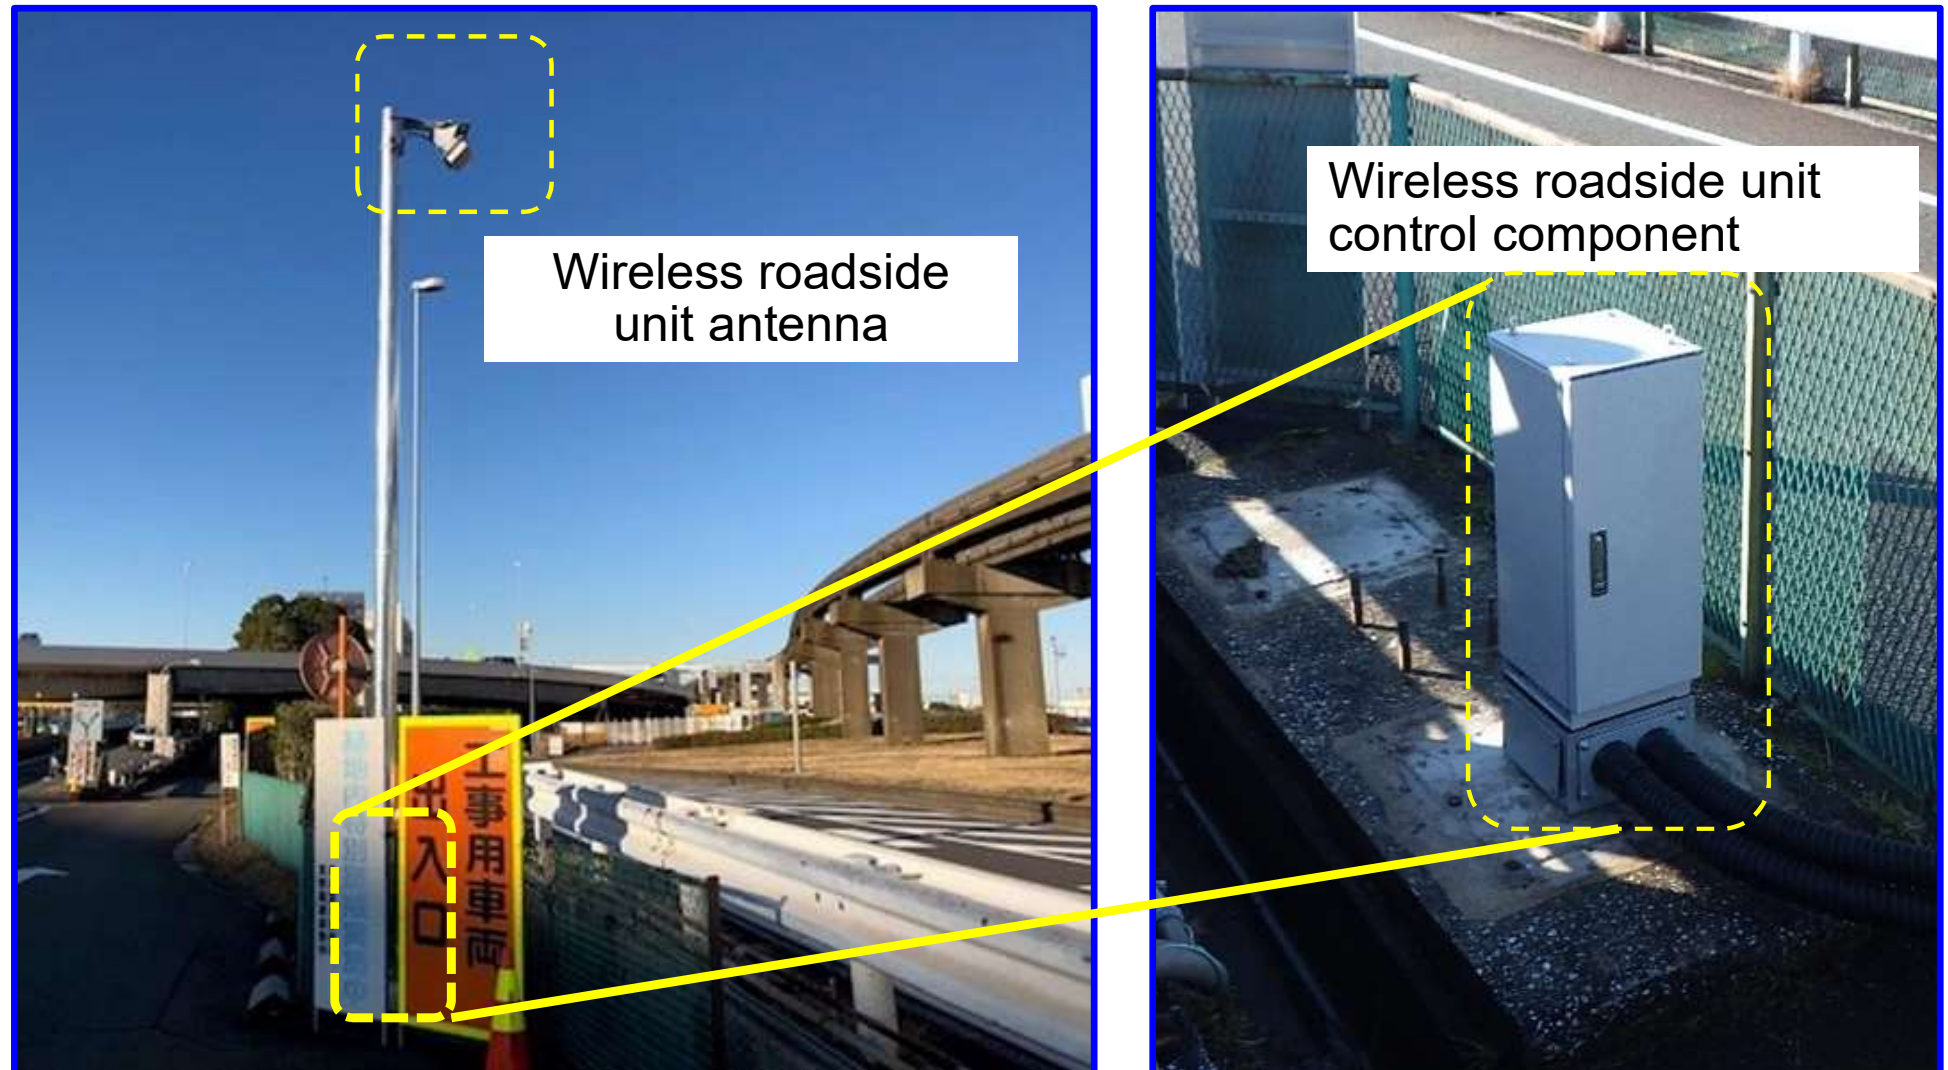 Wireless roadside
unit antenna
Wireless roadside unit
control component
工事用車両
出入口